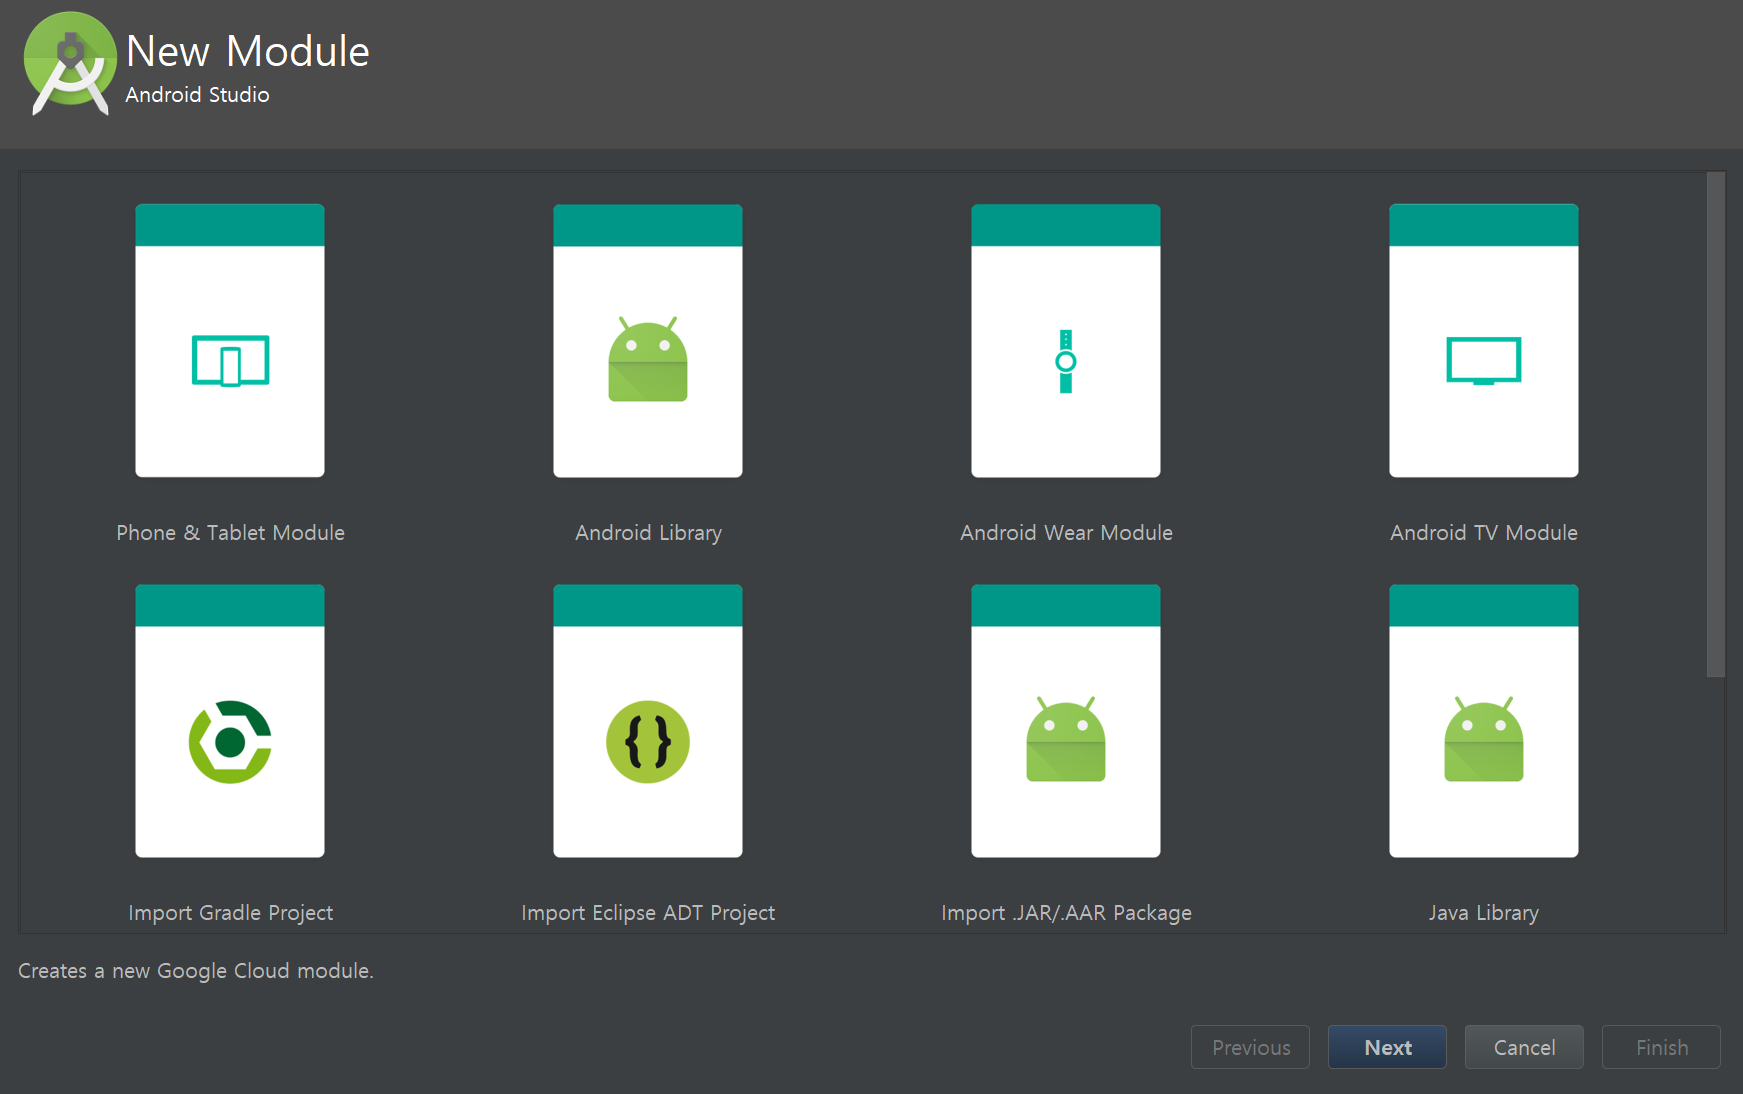 New Module
Android Studio
Phone & Tablet Module
Android Library
Android Wear Module
Android TV Module
Import Gradle Project
Import Eclipse ADT Project
Import .JAR/.AAR Package
Java Library
Creates a new Google Cloud module.
Previous
Next
Cancel
Finish